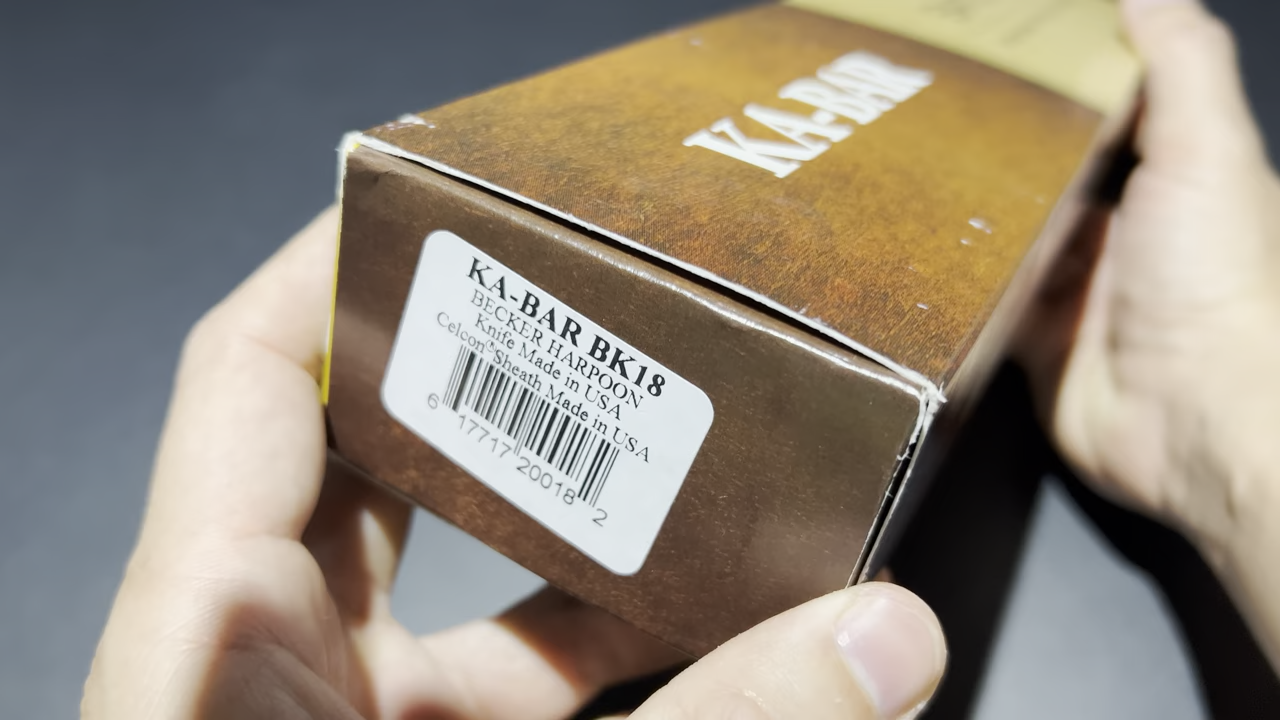 KA-BAR
KA-BAR BK18
BECKER HARPOON
Knife Made in USA
Celcon® Sheath Made in USA
6 17717 20018 2